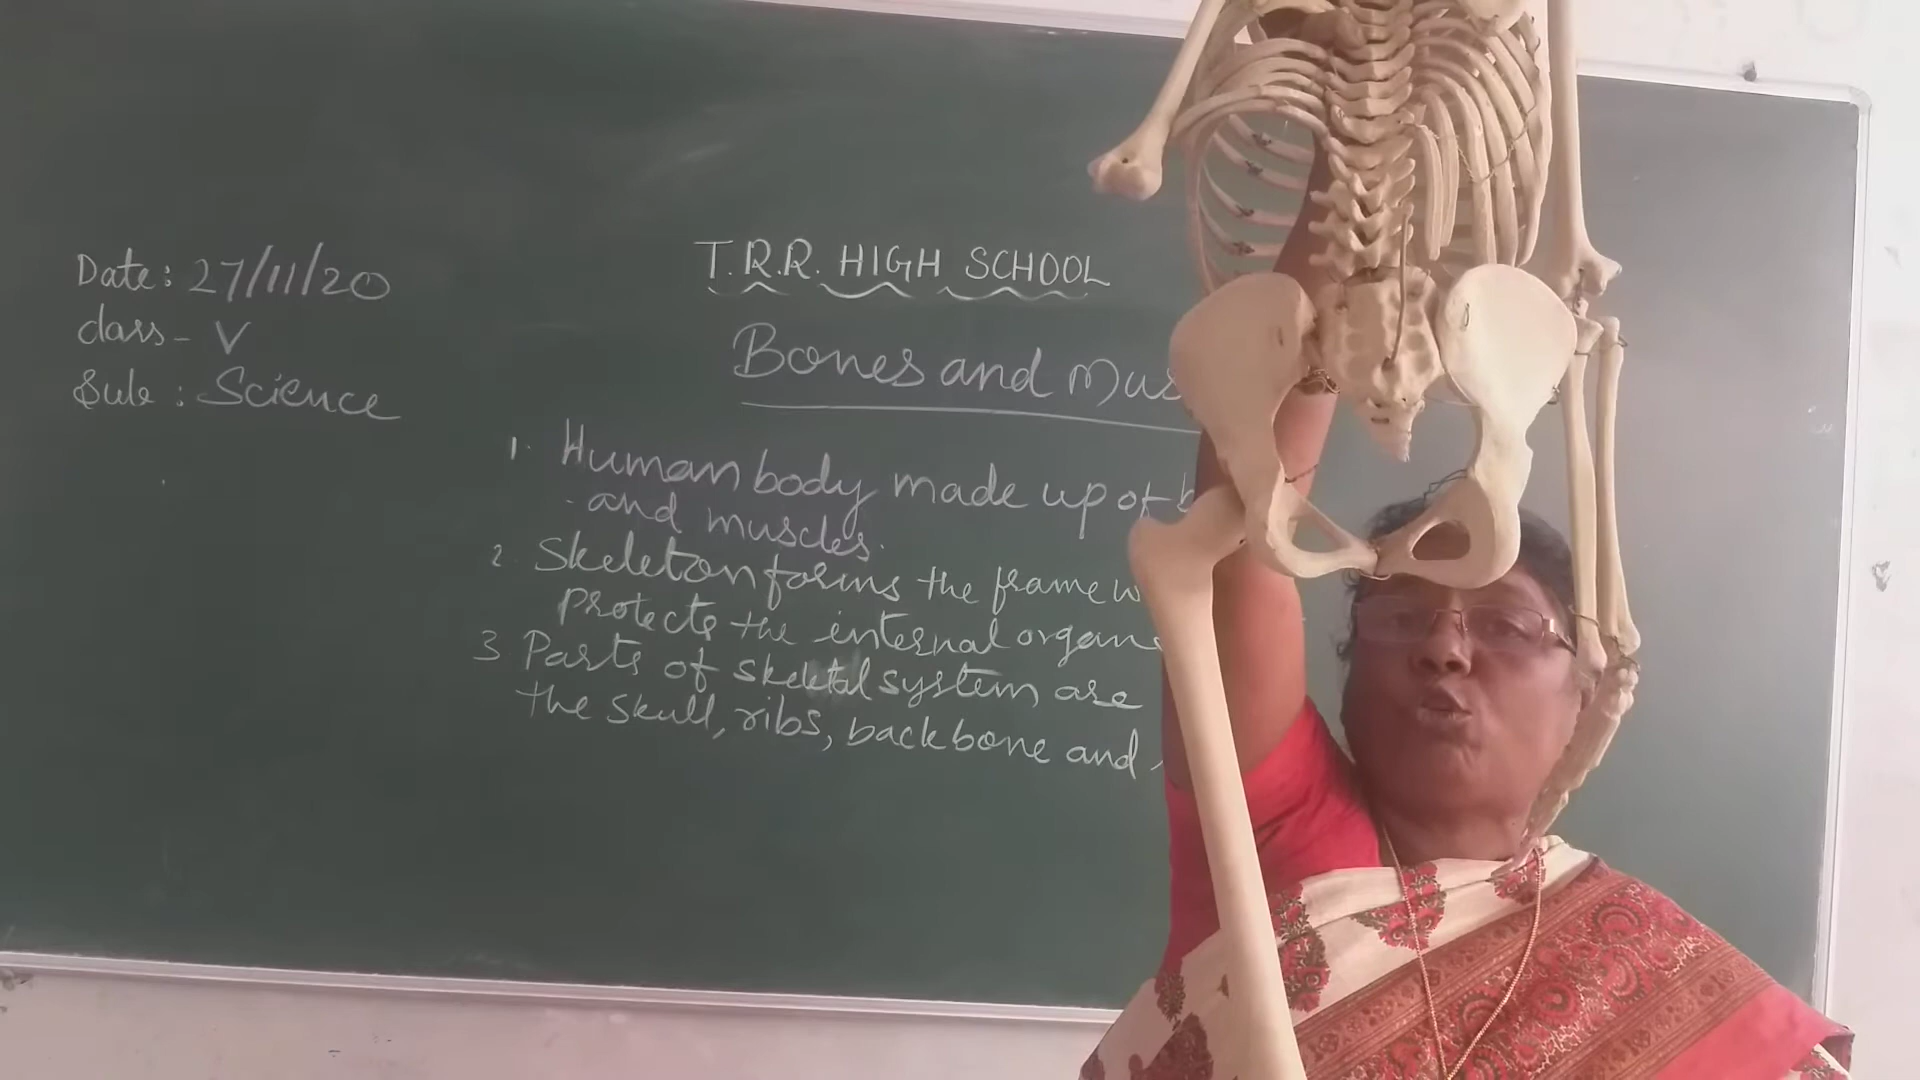 Date: 27/11/20
class - V
Sub : Science
T.R.R. HIGH SCHOOL
Bones and Mus
1. Human body made up of b
and muscles.
2. Skeleton forms the frame w
protects the internal organs
3 Parts of skeletal system are
the skull, ribs, backbone and